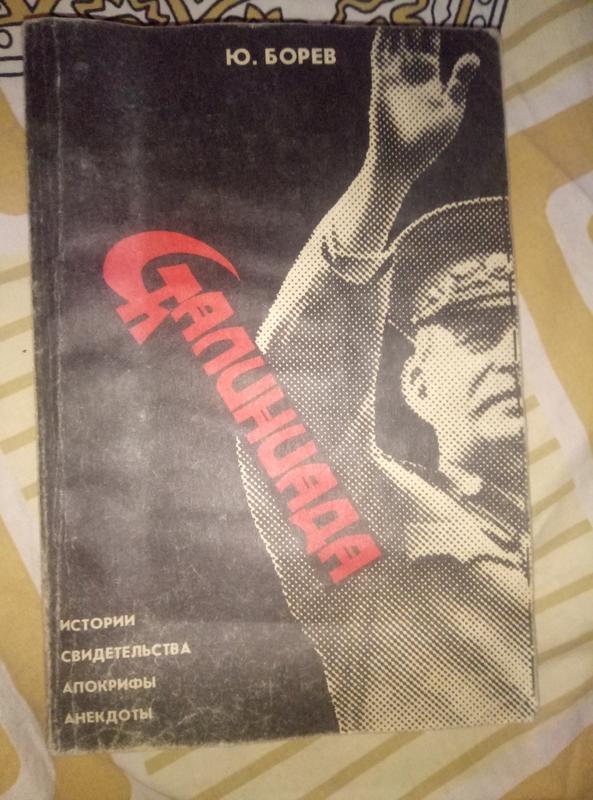 Ю. БОРЕВ
СТАЛИНИАДА
ИСТОРИИ
СВИДЕТЕЛЬСТВА
АПОКРИФЫ
АНЕКДОТЫ